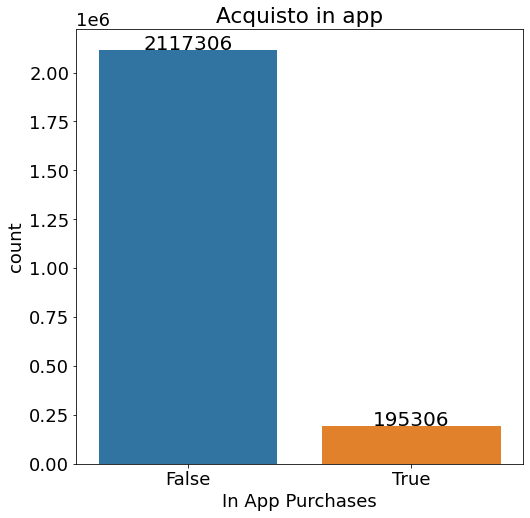 Acquisto in app
1e6
2117306
2.00
1.75
1.50
1.25
1.00
0.75
0.50
0.25
0.00
count
195306
False
True
In App Purchases